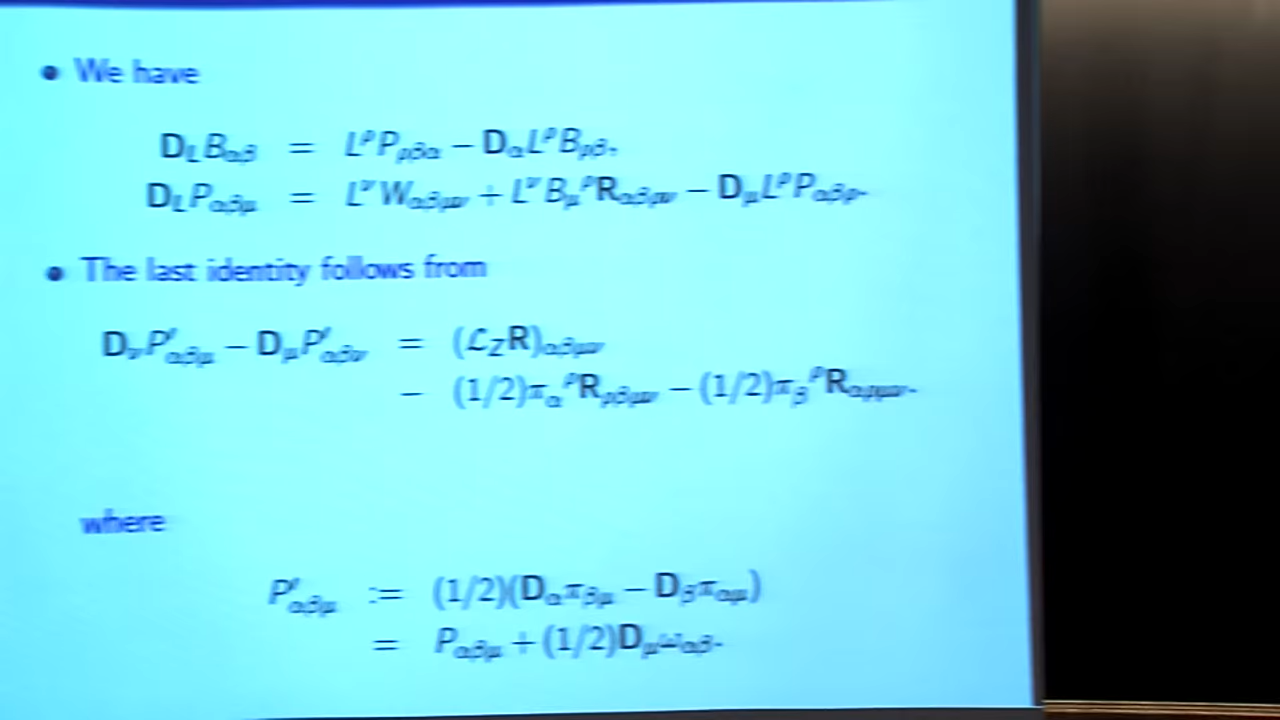 • We have
D_L B_{αβ} = L^ρ P_{ρβα} − D_α L^ρ B_{ρβ},
D_L P_{αβμ} = L^ν W_{αβμν} + L^ν B_μ{}^ρ R_{αβρν} − D_μ L^ρ P_{αβρ}.
• The last identity follows from
D_ν P′_{αβμ} − D_μ P′_{αβν} = (ℒ_Z R)_{αβμν}
− (1/2)π_α{}^ρ R_{ρβμν} − (1/2)π_β{}^ρ R_{αρμν}.
where
P′_{αβμ} := (1/2)(D_α π_{βμ} − D_β π_{αμ})
= P_{αβμ} + (1/2)D_μ ω_{αβ}.